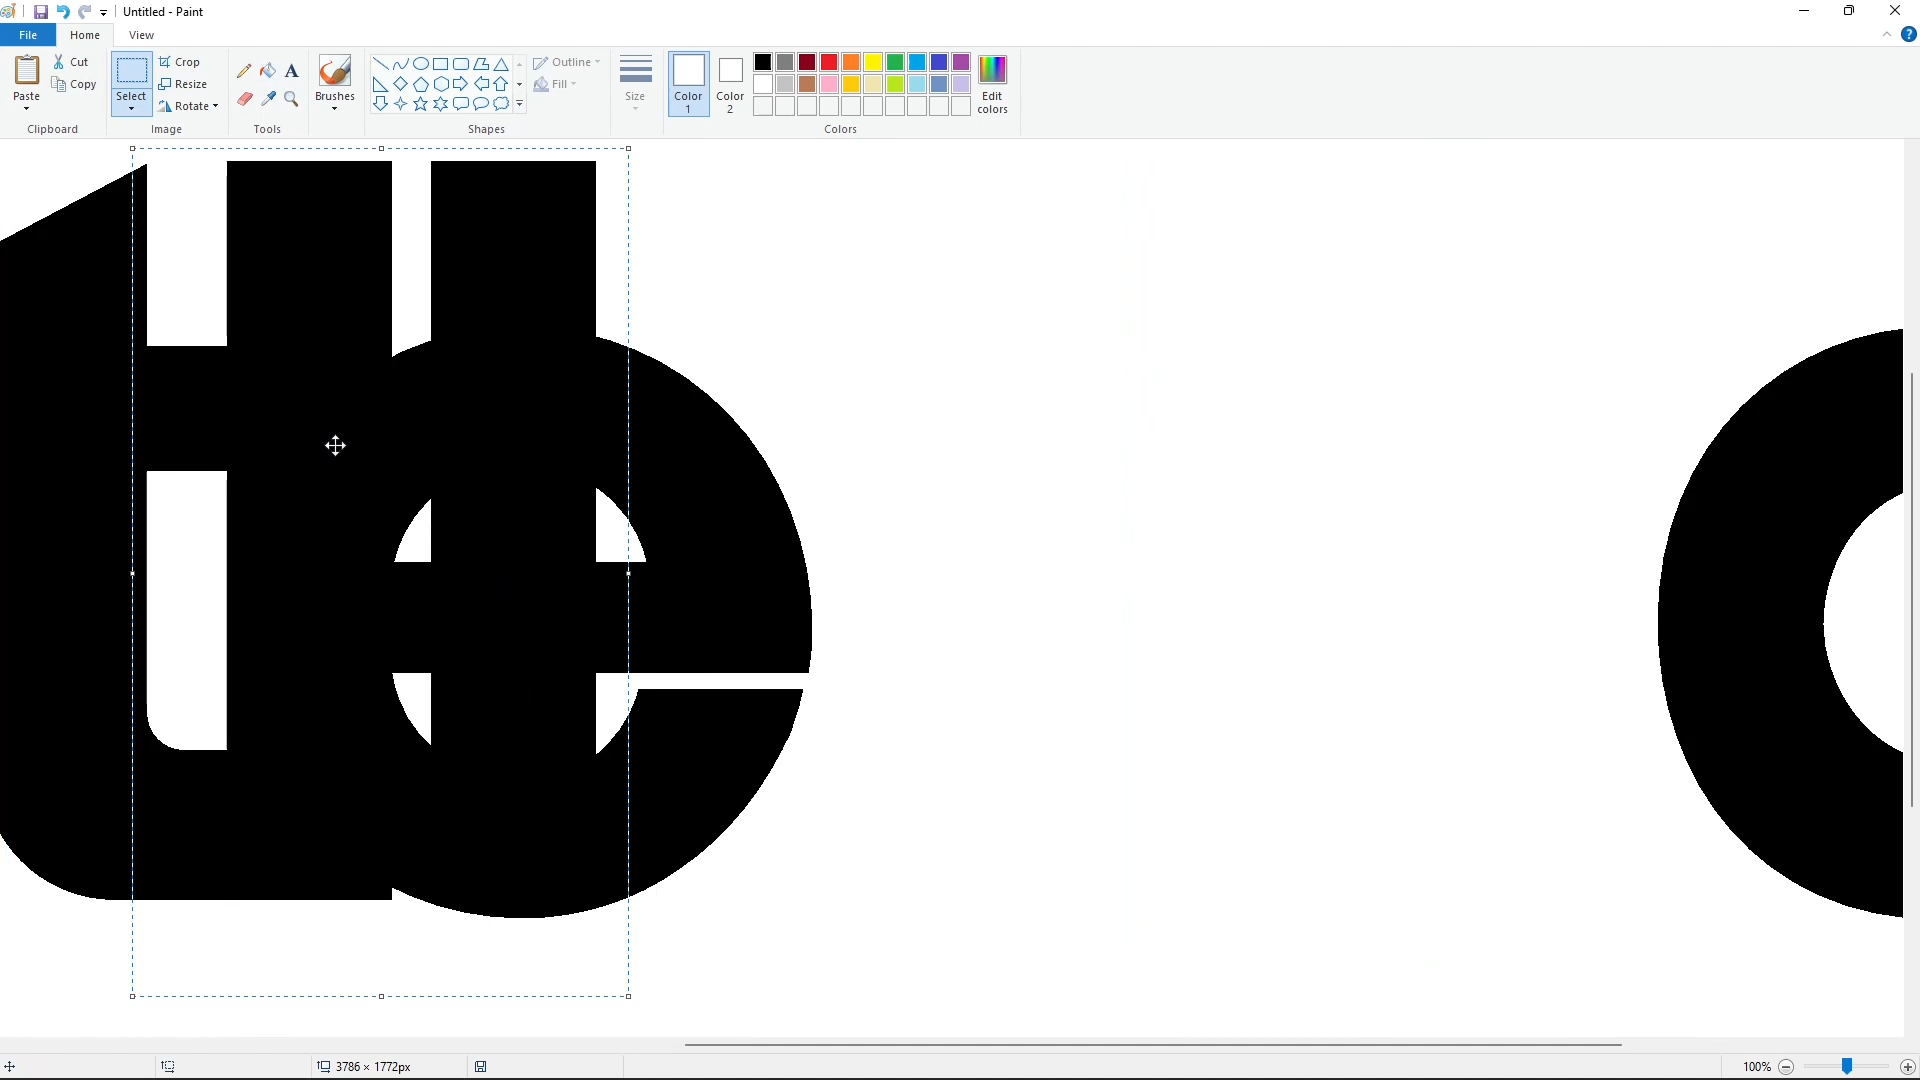 Untitled - Paint
File
Home
View
Paste
Cut
Copy
Clipboard
Select
Crop
Resize
Rotate
Image
A
Tools
Brushes
Outline
Fill
Shapes
Size
Color
1
Color
2
Edit
colors
Colors
te
3786 × 1772px
100%